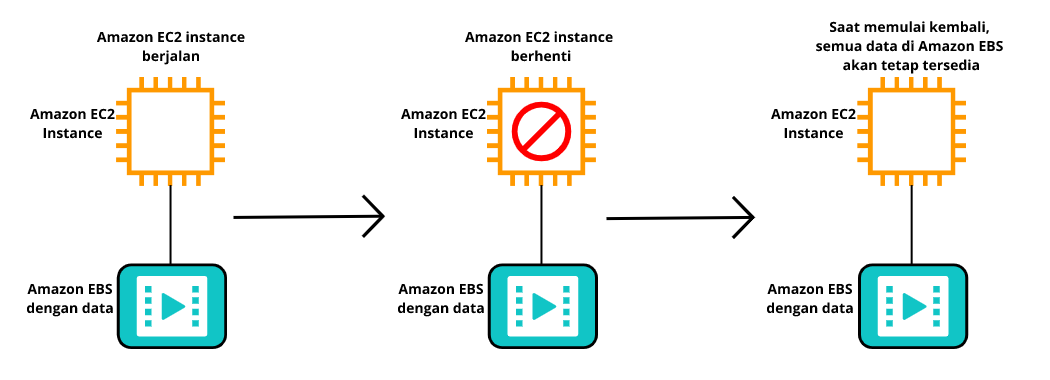 Amazon EC2 instance
berjalan
Amazon EC2
Instance
Amazon EBS
dengan data
Amazon EC2 instance
berhenti
Amazon EC2
Instance
Amazon EBS
dengan data
Saat memulai kembali,
semua data di Amazon EBS
akan tetap tersedia
Amazon EC2
Instance
Amazon EBS
dengan data